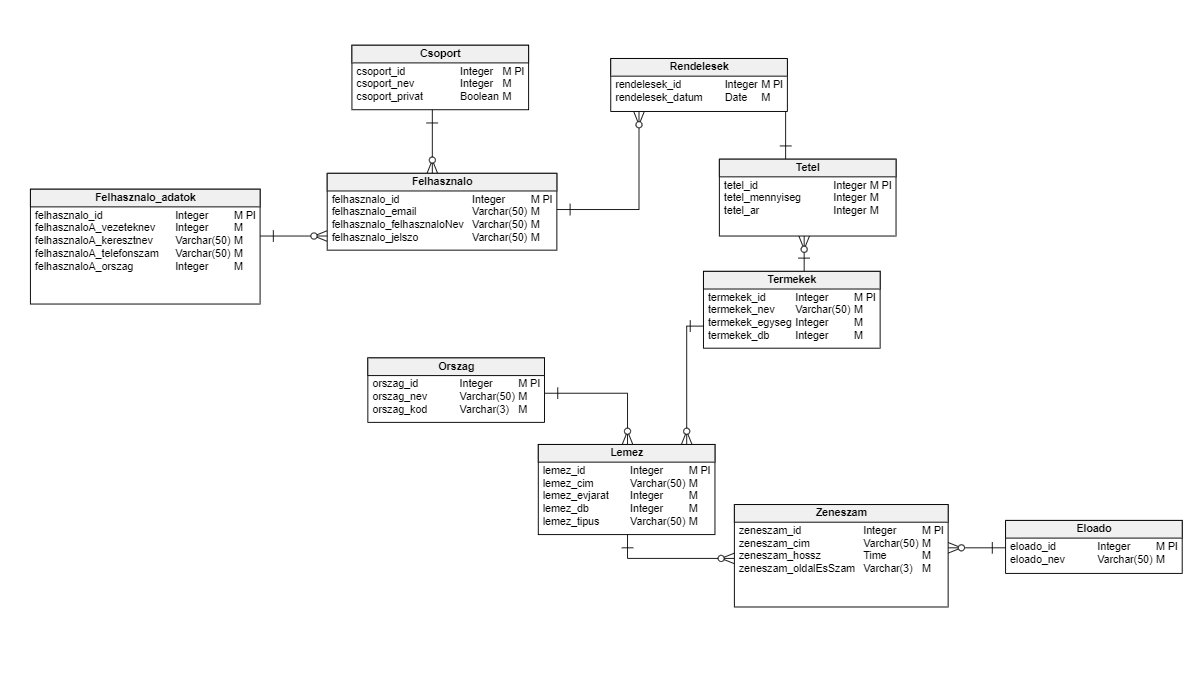 Csoport
csoport_id Integer M PI
csoport_nev Integer M
csoport_privat Boolean M
Rendelesek
rendelesek_id Integer M PI
rendelesek_datum Date M
Felhasznalo_adatok
felhasznalo_id Integer M PI
felhasznaloA_vezeteknev Integer M
felhasznaloA_keresztnev Varchar(50) M
felhasznaloA_telefonszam Varchar(50) M
felhasznaloA_orszag Integer M
Felhasznalo
felhasznalo_id Integer M PI
felhasznalo_email Varchar(50) M
felhasznalo_felhasznaloNev Varchar(50) M
felhasznalo_jelszo Varchar(50) M
Tetel
tetel_id Integer M PI
tetel_mennyiseg Integer M
tetel_ar Integer M
Termekek
termekek_id Integer M PI
termekek_nev Varchar(50) M
termekek_egyseg Integer M
termekek_db Integer M
Orszag
orszag_id Integer M PI
orszag_nev Varchar(50) M
orszag_kod Varchar(3) M
Lemez
lemez_id Integer M PI
lemez_cim Varchar(50) M
lemez_evjarat Integer M
lemez_db Integer M
lemez_tipus Varchar(50) M
Zeneszam
zeneszam_id Integer M PI
zeneszam_cim Varchar(50) M
zeneszam_hossz Time M
zeneszam_oldalEsSzam Varchar(3) M
Eloado
eloado_id Integer M PI
eloado_nev Varchar(50) M